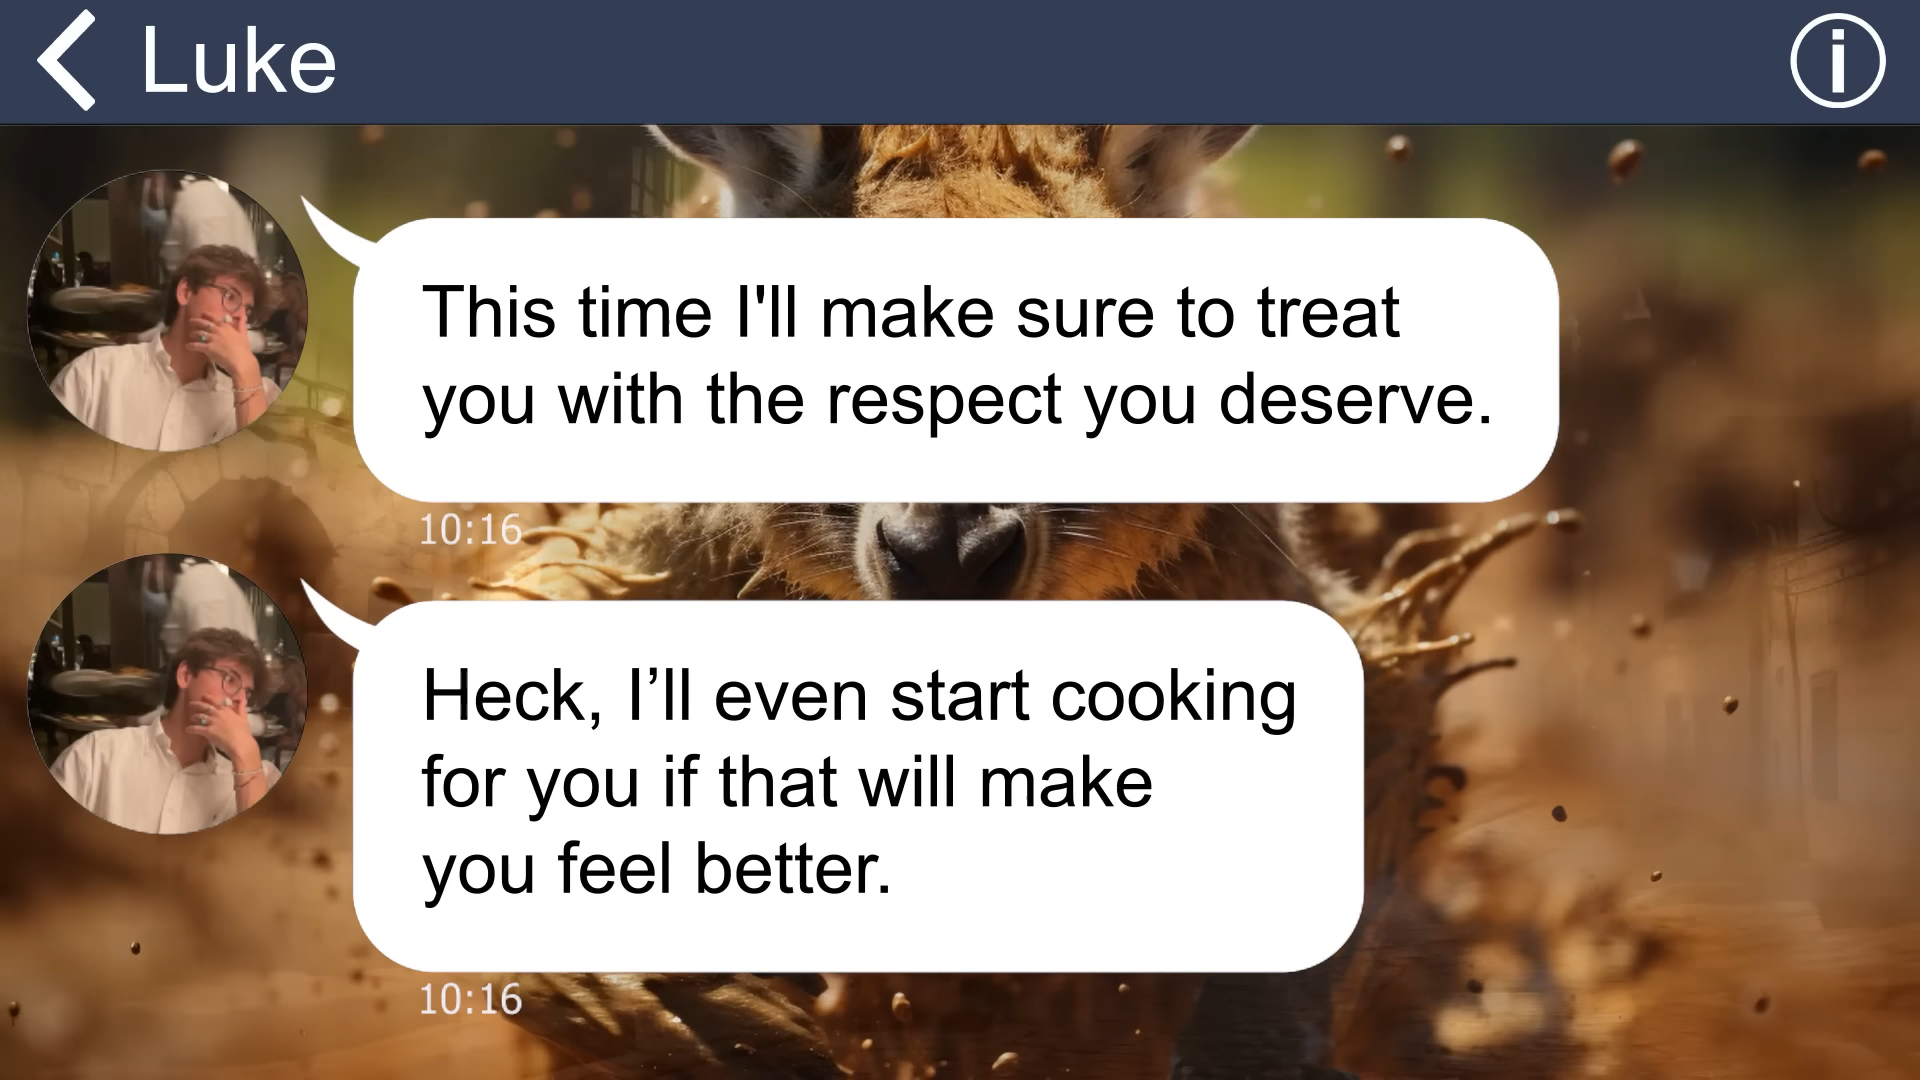 Luke
This time I'll make sure to treat
you with the respect you deserve.
10:16
Heck, I’ll even start cooking
for you if that will make
you feel better.
10:16